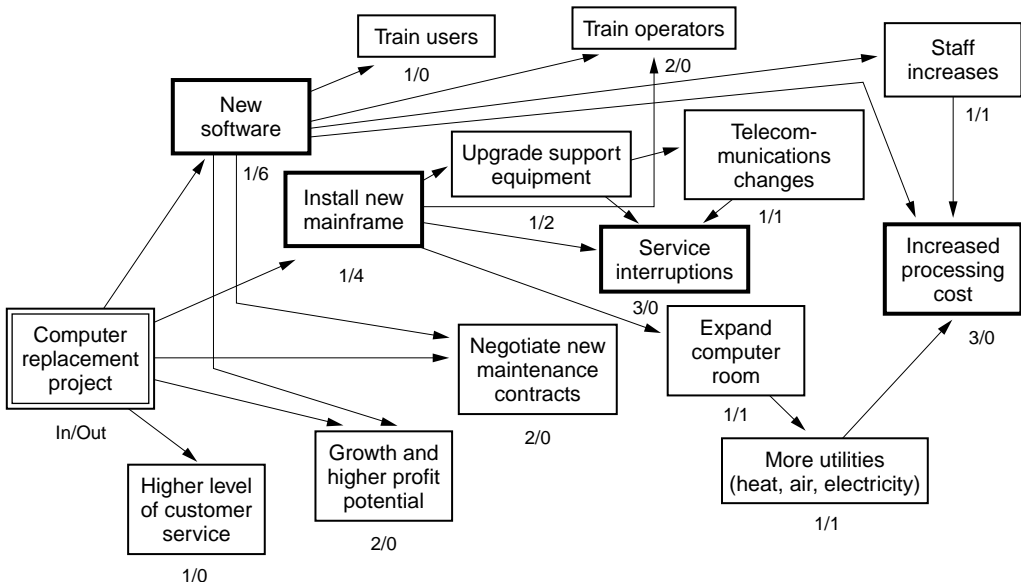 Train users
1/0
Train operators
2/0
Staff
increases
1/1
New
software
1/6
Upgrade support
equipment
1/2
Telecom-
munications
changes
1/1
Install new
mainframe
1/4
Service
interruptions
3/0
Increased
processing
cost
3/0
Computer
replacement
project
In/Out
Negotiate new
maintenance
contracts
2/0
Expand
computer
room
1/1
Growth and
higher profit
potential
2/0
More utilities
(heat, air, electricity)
1/1
Higher level
of customer
service
1/0